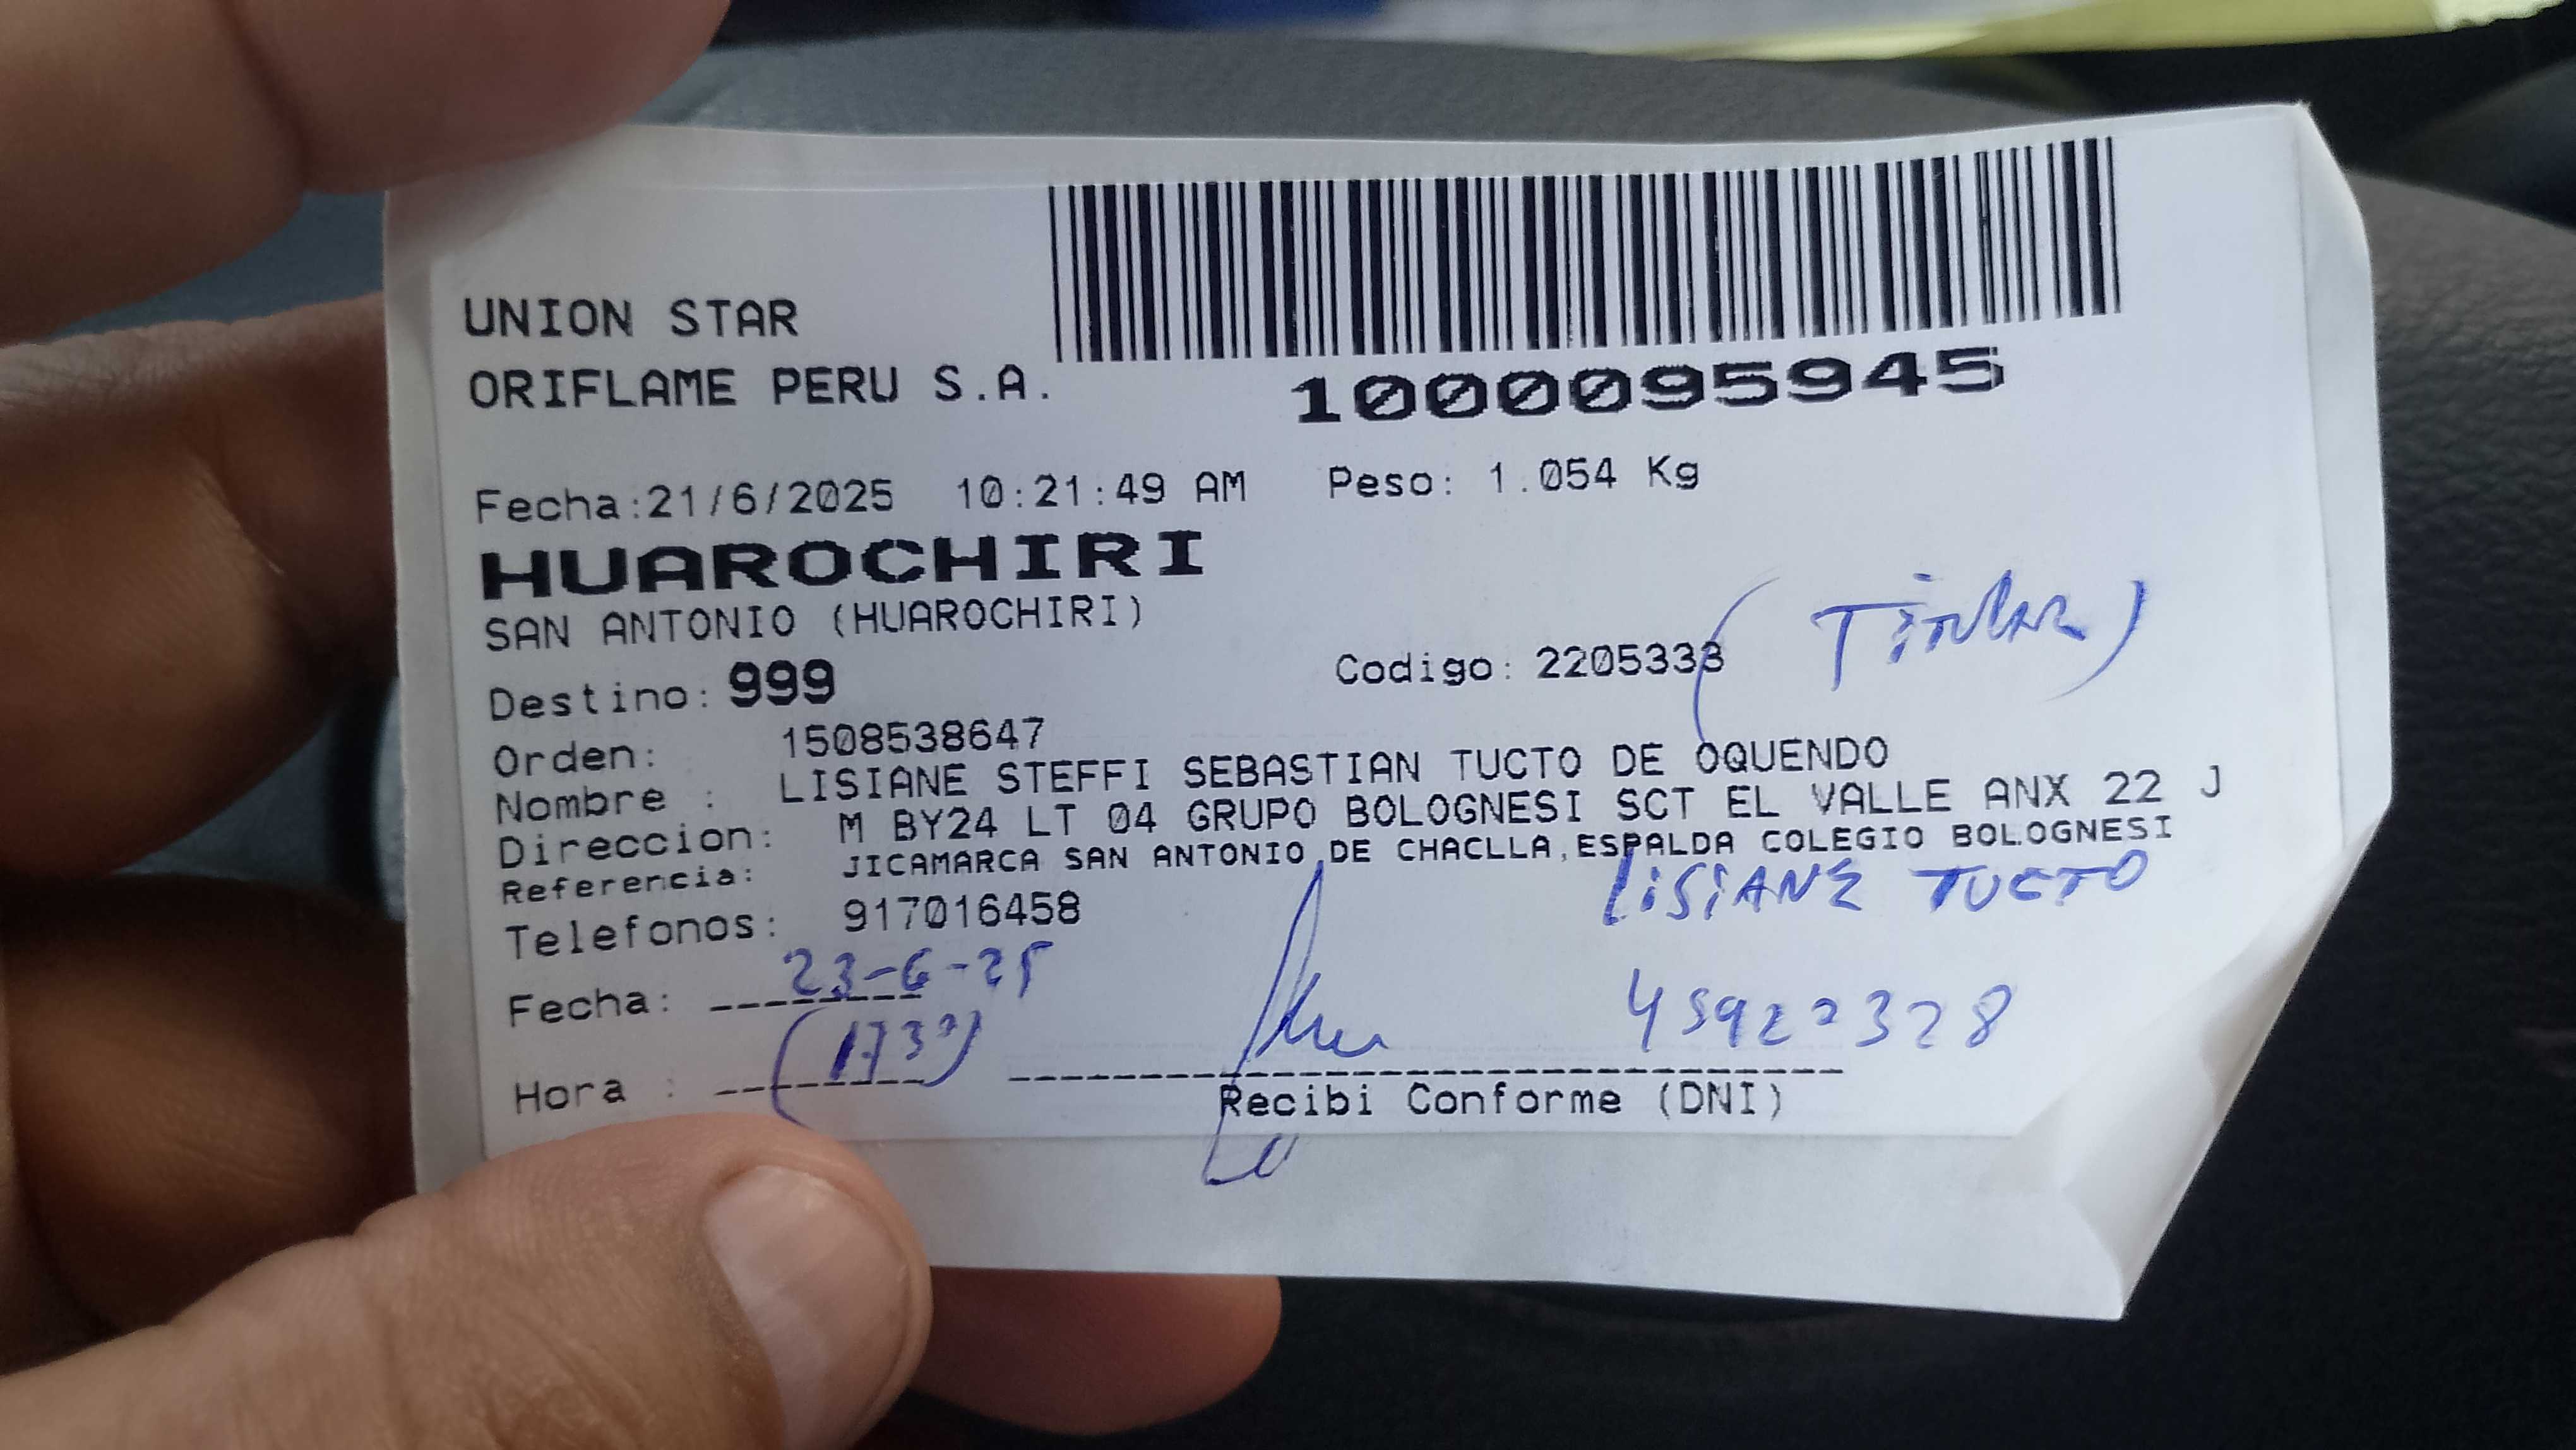 UNION STAR
ORIFLAME PERU S.A.
1000095945
Fecha:21/6/2025 10:21:49 AM Peso: 1.054 Kg
HUAROCHIRI
SAN ANTONIO (HUAROCHIRI)
(Titular)
Destino: 999 Codigo: 2205333
Orden: 1508538647
Nombre : LISIANE STEFFI SEBASTIAN TUCTO DE OQUENDO
Direccion: M BY24 LT 04 GRUPO BOLOGNESI SCT EL VALLE ANX 22 J
Referencia: JICAMARCA SAN ANTONIO DE CHACLLA,ESPALDA COLEGIO BOLOGNESI
Telefonos: 917016458
LISIANE TUCTO
Fecha: 23-6-25
45922328
Hora : (1730)
Recibi Conforme (DNI)